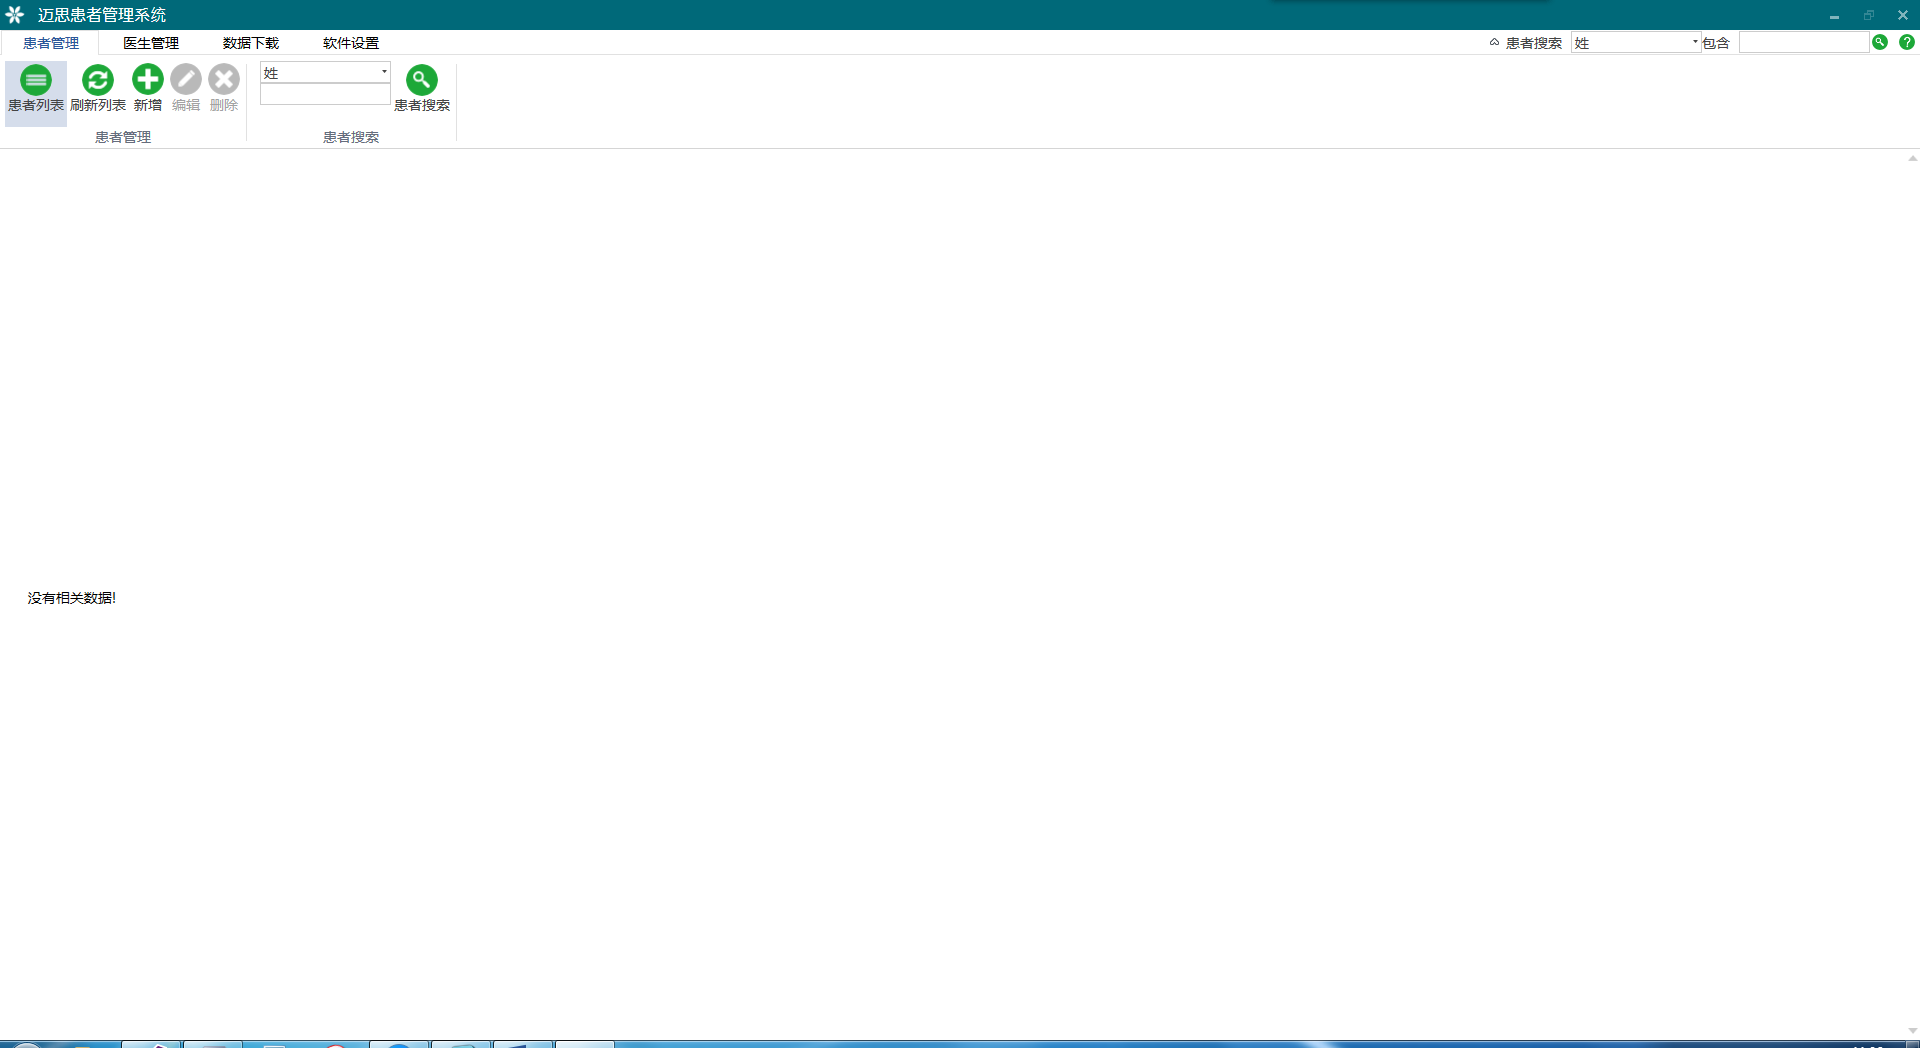 迈思患者管理系统
患者管理 医生管理 数据下载 软件设置 患者搜索 姓 包含
患者列表 刷新列表 新增 编辑 删除 姓 患者搜索
患者管理 患者搜索
没有相关数据!